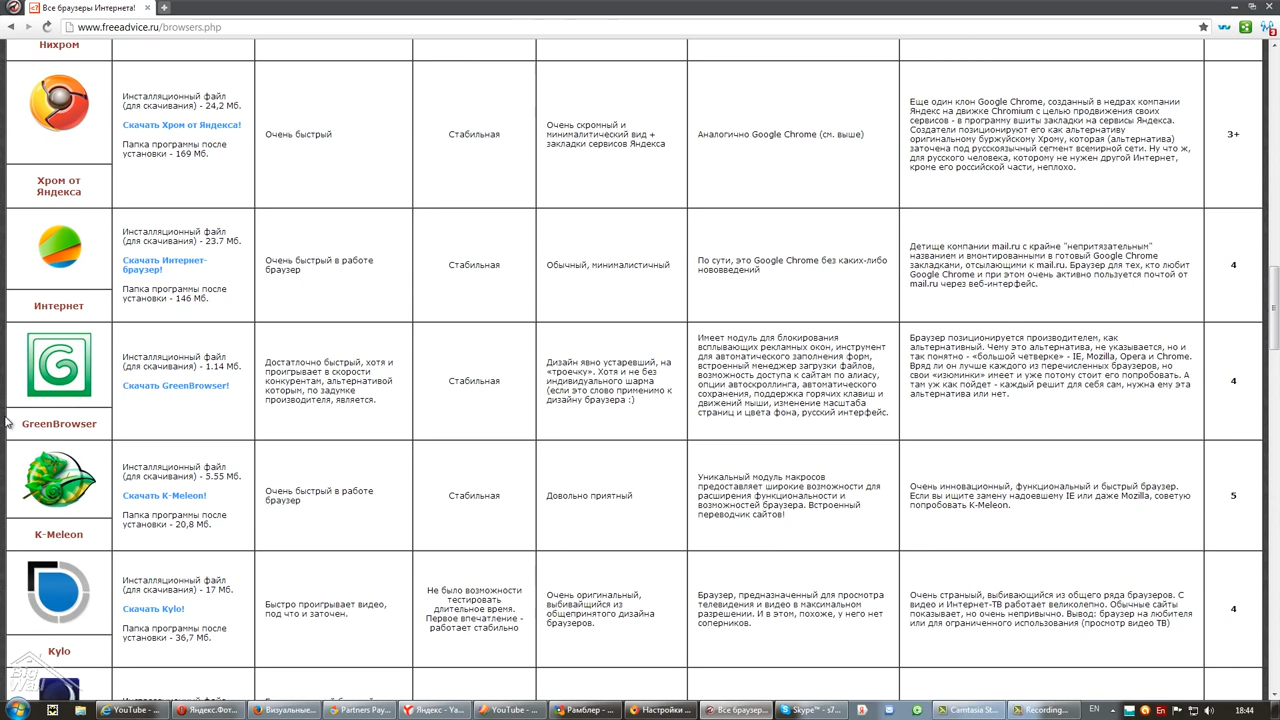 Все браузеры Интернета!
www.freeadvice.ru/browsers.php
Нихром
Инсталляционный файл
(для скачивания) - 24,2 Мб.
Скачать Хром от Яндекса!
Папка программы после
установки - 169 Мб.
Очень быстрый
Стабильная
Очень скромный и
минималитический вид +
закладки сервисов Яндекса
Аналогично Google Chrome (см. выше)
Еще один клон Google Chrome, созданный в недрах компании
Яндекс на движке Chromium с целью продвижения своих
сервисов - в программу вшиты закладки на сервисы Яндекса.
Создатели позиционируют его как альтернативу
оригинальному буржуйскому Хрому, которая (альтернатива)
заточена под русскоязычный сегмент всемирной сети. Ну что ж,
для русского человека, которому не нужен другой Интернет,
кроме его российской части, неплохо.
3+
Хром от
Яндекса
Инсталляционный файл
(для скачивания) - 23.7 Мб.
Скачать Интернет-
браузер!
Папка программы после
установки - 146 Мб.
Очень быстрый в работе
браузер
Стабильная
Обычный, минималистичный
По сути, это Google Chrome без каких-либо
нововведений
Детище компании mail.ru с крайне "непритязательным"
названием и вмонтированными в готовый Google Chrome
закладками, отсылающими к mail.ru. Браузер для тех, кто любит
Google Chrome и при этом очень активно пользуется почтой от
mail.ru через веб-интерфейс.
4
Интернет
Инсталляционный файл
(для скачивания) - 1.14 Мб.
Скачать GreenBrowser!
Достатлочно быстрый, хотя и
проигрывает в скорости
конкурентам, альтернативой
которым, по задумке
производителя, является.
Стабильная
Дизайн явно устаревший, на
«троечку». Хотя и не без
индивидуального шарма
(если это слово применимо к
дизайну браузера :)
Имеет модуль для блокирования
всплывающих рекламных окон, инструмент
для автоматического заполнения форм,
встроенный менеджер загрузки файлов,
возможность доступа к сайтам по алиасу,
опции автоскроллинга, автоматического
сохранения, поддержка горячих клавиш и
движений мыши, изменение масштаба
страниц и цвета фона, русский интерфейс.
Браузер позиционируется производителем, как
альтернативный. Чему это альтернатива, не указывается, но и
так понятно - «большой четверке» - IE, Mozilla, Opera и Chrome.
Вряд ли он лучше каждого из перечисленных браузеров, но
свои «изюминки» имеет и уже потому стоит его попробовать. А
там уж как пойдет - каждый решит для себя сам, нужна ему эта
альтернатива или нет.
4
GreenBrowser
Инсталляционный файл
(для скачивания) - 5.55 Мб.
Скачать K-Meleon!
Папка программы после
установки - 20,8 Мб.
Очень быстрый в работе
браузер
Стабильная
Довольно приятный
Уникальный модуль макросов
предоставляет широкие возможности для
расширения функциональности и
возможностей браузера. Встроенный
переводчик сайтов!
Очень инновационный, функциональный и быстрый браузер.
Если вы ищите замену надоевшему IE или даже Mozilla, советую
попробовать K-Meleon.
5
K-Meleon
Инсталляционный файл
(для скачивания) - 17 Мб.
Скачать Kylo!
Папка программы после
установки - 36,7 Мб.
Быстро проигрывает видео,
под что и заточен.
Не было возможности
тестировать
длительное время.
Первое впечатление -
работает стабильно
Очень оригинальный,
выбивайщийся из
общепринятого дизайна
браузеров.
Браузер, предназначенный для просмотра
телевидения и видео в максимальном
разрешении. И в этом, похоже, у него нет
соперников.
Очень страный, выбивающийся из общего ряда браузеров. С
видео и Интернет-ТВ работает великолепно. Обычные сайты
показывает, но очень непривычно. Вывод: браузер на любителя
или для ограниченного использования (просмотр видео ТВ)
4
Kylo
YouTube - ...
Яндекс.Фот...
Визуальные...
Partners Pay...
Яндекс - Ya...
YouTube - ...
Рамблер - ...
Настройки ...
Все браузер...
Skype™ - s7...
Camtasia St...
Recording...
EN
En
18:44